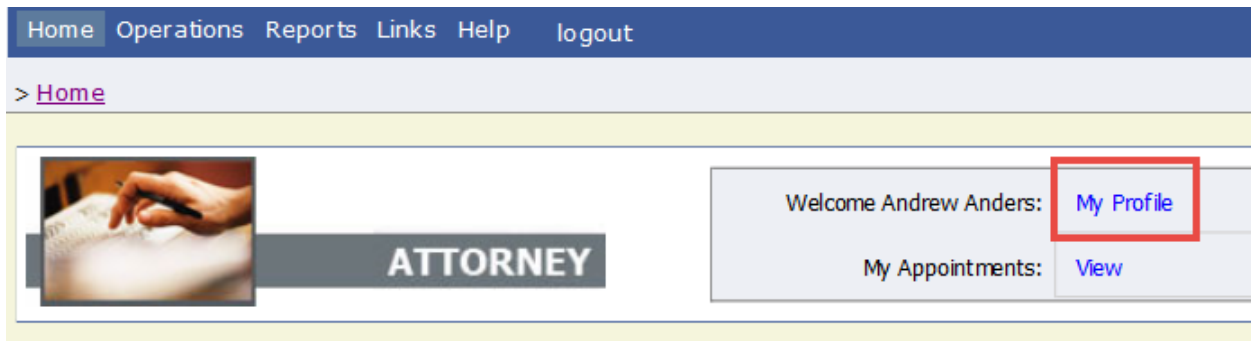 Home Operations Reports Links Help logout
> Home
ATTORNEY
Welcome Andrew Anders: My Profile
My Appointments: View